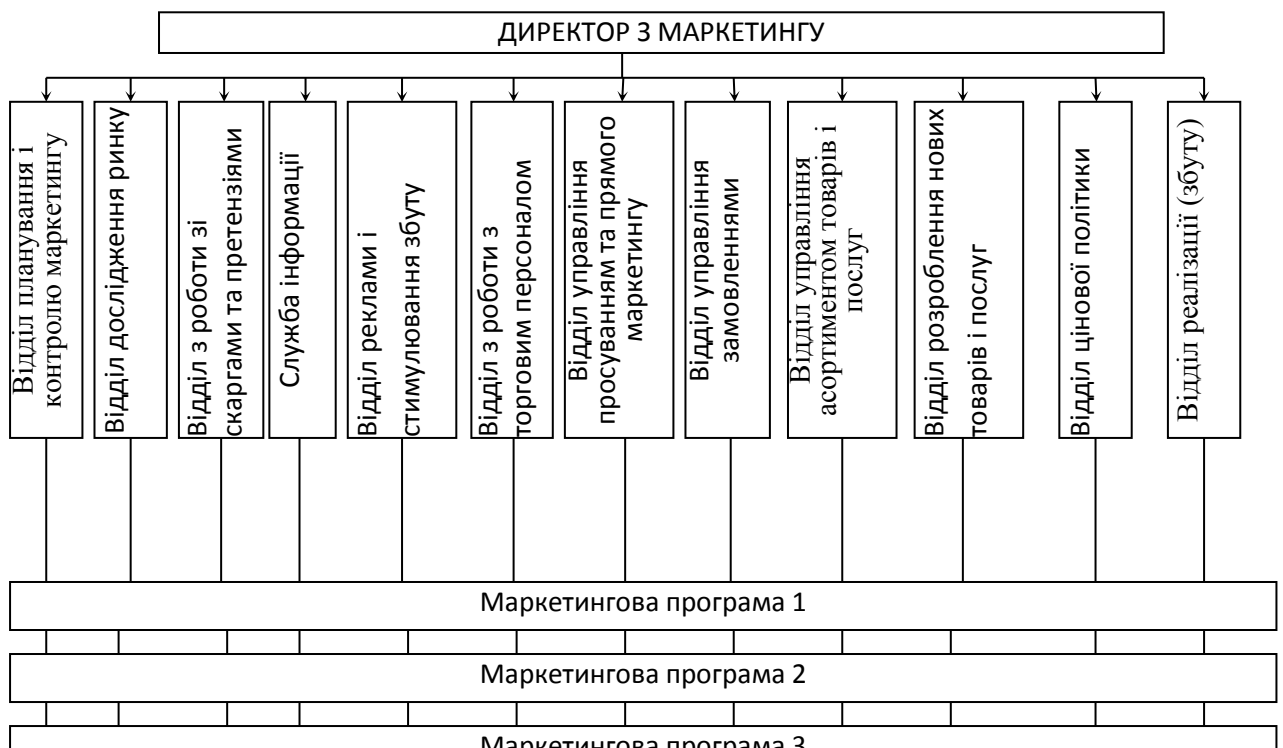 ДИРЕКТОР З МАРКЕТИНГУ
Відділ планування і
контролю маркетингу
Відділ дослідження ринку
Відділ з роботи зі
скаргами та претензіями
Служба інформації
Відділ реклами і
стимулювання збуту
Відділ з роботи з
торговим персоналом
Відділ управління
просуванням та прямого
маркетингу
Відділ управління
замовленнями
Відділ управління
асортиментом товарів і
послуг
Відділ розроблення нових
товарів і послуг
Відділ цінової політики
Відділ реалізації (збуту)
Маркетингова програма 1
Маркетингова програма 2
Маркетингова програма 3